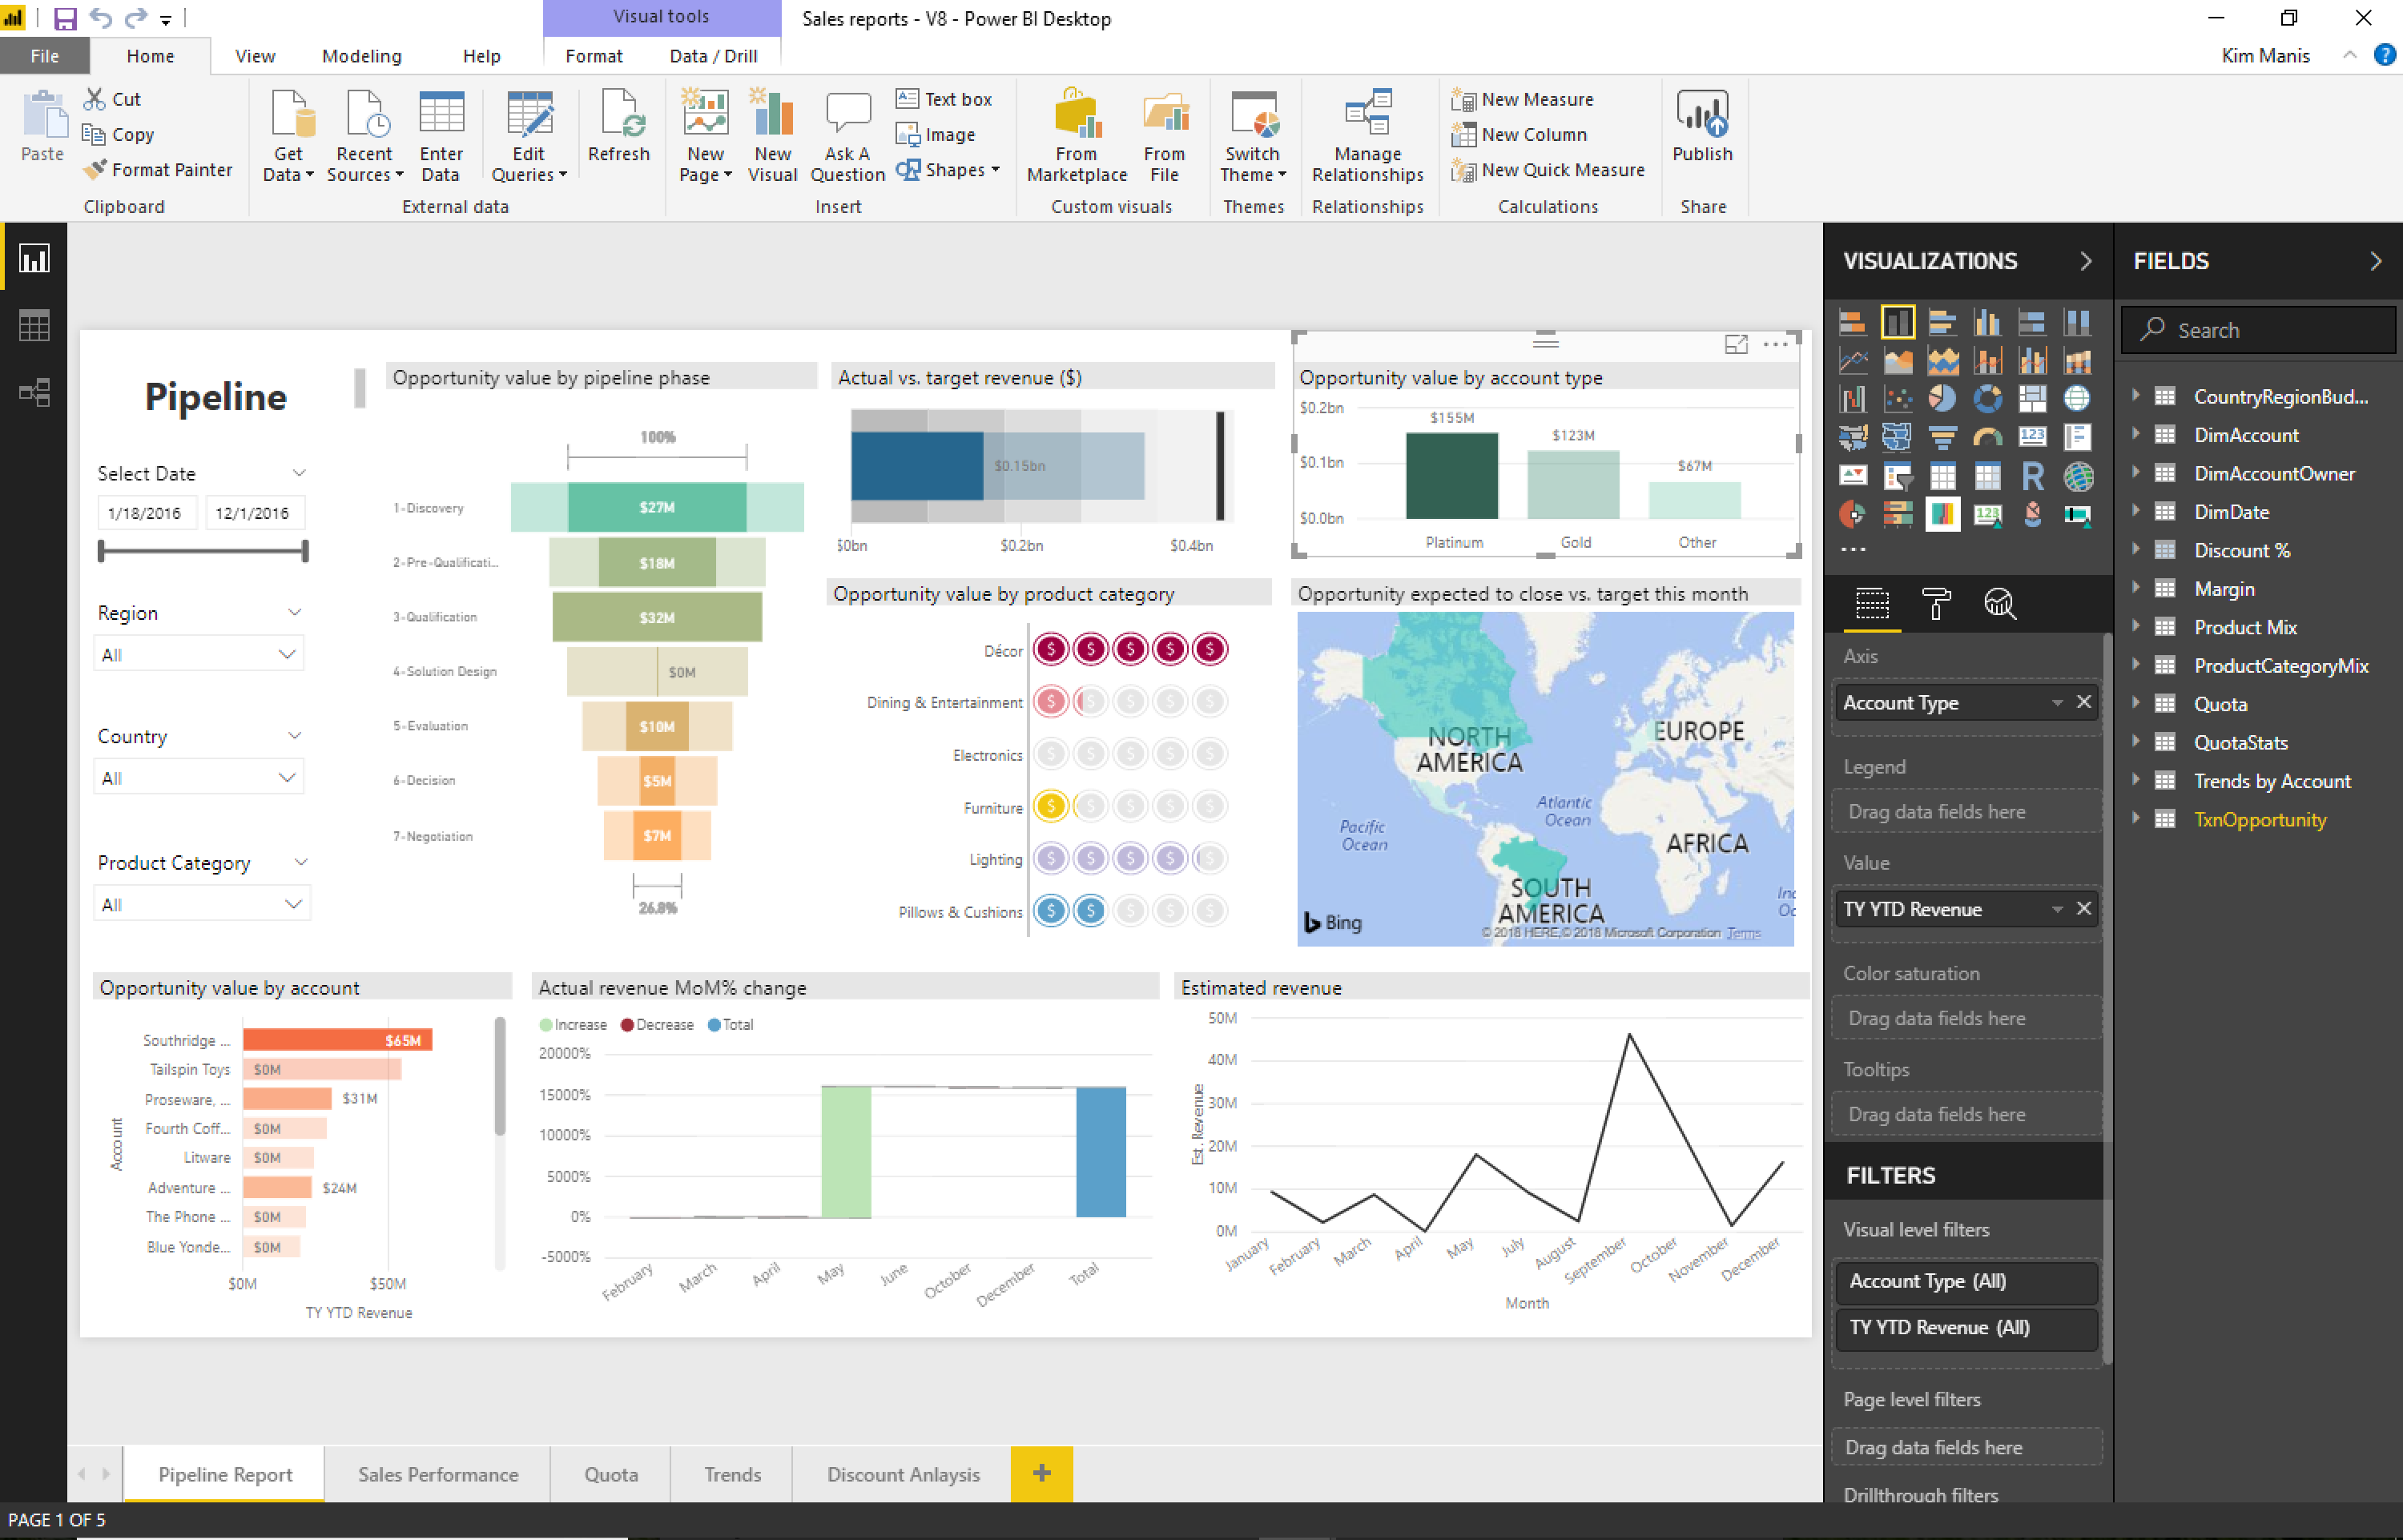 Visual tools
Sales reports - V8 - Power BI Desktop
File
Home
View
Modeling
Help
Format
Data / Drill
Kim Manis
?
Paste
Cut
Copy
Format Painter
Clipboard
Get Data
Recent Sources
Enter Data
Edit Queries
Refresh
External data
New Page
New Visual
Ask A Question
Text box
Image
Shapes
Insert
From Marketplace
From File
Custom visuals
Switch Theme
Themes
Manage Relationships
Relationships
New Measure
New Column
New Quick Measure
Calculations
Publish
Share
Pipeline
Select Date
1/18/2016
12/1/2016
Region
All
Country
All
Product Category
All
Opportunity value by pipeline phase
100%
1-Discovery
$27M
2-Pre-Qualificati...
$18M
3-Qualification
$32M
4-Solution Design
$0M
5-Evaluation
$10M
6-Decision
$5M
7-Negotiation
$7M
26.8%
Actual vs. target revenue ($)
$0.15bn
$0bn
$0.2bn
$0.4bn
Opportunity value by account type
$0.2bn
$0.1bn
$0.0bn
$155M
$123M
$67M
Platinum
Gold
Other
Opportunity value by product category
Décor
$ $ $ $ $
Dining & Entertainment
$ $ $ $ $
Electronics
$ $ $ $ $
Furniture
$ $ $ $ $
Lighting
$ $ $ $ $
Pillows & Cushions
$ $ $ $ $
Opportunity expected to close vs. target this month
NORTH AMERICA
EUROPE
Atlantic Ocean
Pacific Ocean
AFRICA
SOUTH AMERICA
Inc
Oc
Bing
© 2018 HERE, © 2018 Microsoft Corporation Terms
Opportunity value by account
Account
Southridge ...
$65M
Tailspin Toys
$0M
Proseware, ...
$31M
Fourth Coff...
$0M
Litware
$0M
Adventure ...
$24M
The Phone ...
$0M
Blue Yonde...
$0M
$0M
$50M
TY YTD Revenue
Actual revenue MoM% change
Increase
Decrease
Total
20000%
15000%
10000%
5000%
0%
-5000%
February
March
April
May
June
October
December
Total
Estimated revenue
Est. Revenue
50M
40M
30M
20M
10M
0M
January
February
March
April
May
July
August
September
October
November
December
Month
VISUALIZATIONS
123
R
123
Axis
Account Type
Legend
Drag data fields here
Value
TY YTD Revenue
Color saturation
Drag data fields here
Tooltips
Drag data fields here
FILTERS
Visual level filters
Account Type (All)
TY YTD Revenue (All)
Page level filters
Drag data fields here
Drillthrough filters
FIELDS
Search
CountryRegionBud...
DimAccount
DimAccountOwner
DimDate
Discount %
Margin
Product Mix
ProductCategoryMix
Quota
QuotaStats
Trends by Account
TxnOpportunity
Pipeline Report
Sales Performance
Quota
Trends
Discount Anlaysis
+
PAGE 1 OF 5